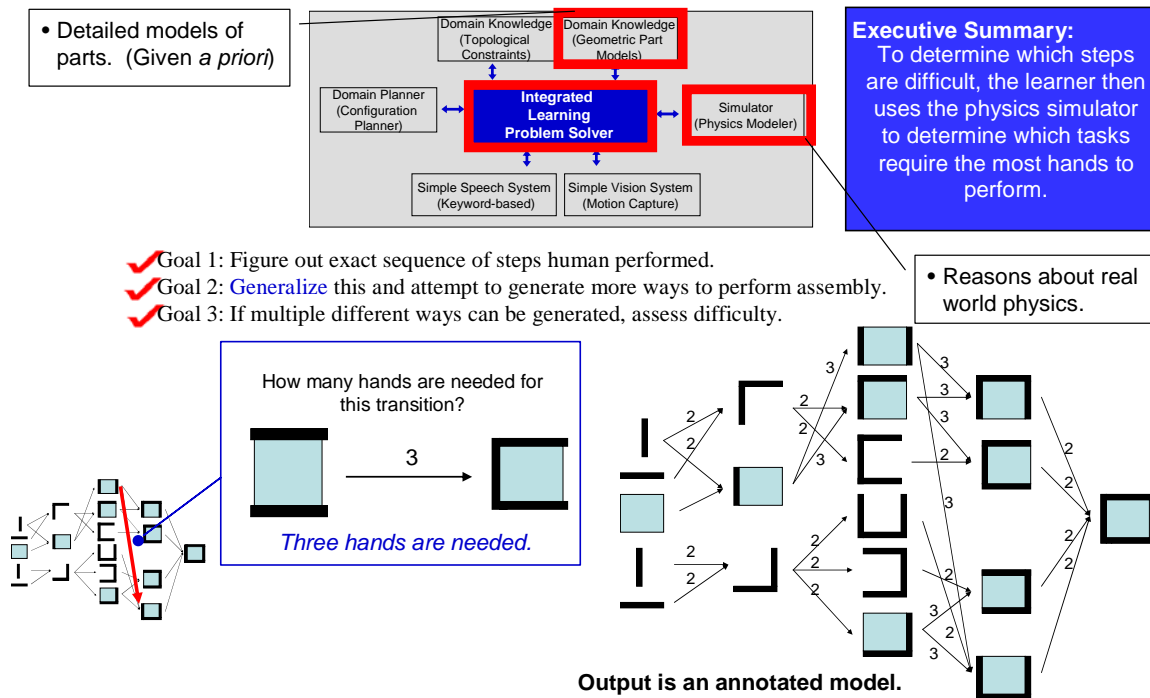 • Detailed models of
parts. (Given a priori)
Domain Knowledge
(Topological
Constraints)
Domain Knowledge
(Geometric Part
Models)
Domain Planner
(Configuration
Planner)
Integrated
Learning
Problem Solver
Simulator
(Physics Modeler)
Simple Speech System
(Keyword-based)
Simple Vision System
(Motion Capture)
Executive Summary:
To determine which steps
are difficult, the learner then
uses the physics simulator
to determine which tasks
require the most hands to
perform.
Goal 1: Figure out exact sequence of steps human performed.
Goal 2: Generalize this and attempt to generate more ways to perform assembly.
Goal 3: If multiple different ways can be generated, assess difficulty.
• Reasons about real
world physics.
How many hands are needed for
this transition?
3
Three hands are needed.
2
2
2
2
2
2
3
2
3
2
2
2
2
3
3
3
2
3
2
3
2
3
2
2
2
2
Output is an annotated model.